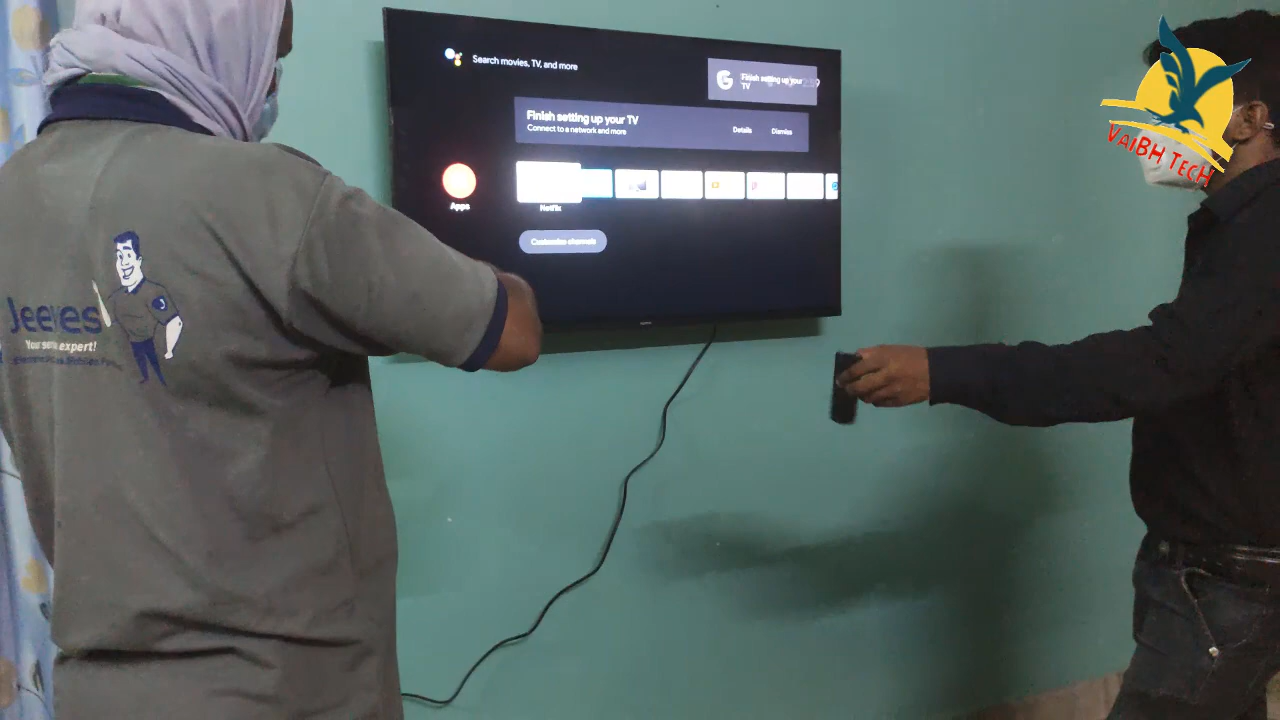 Search movies, TV, and more
Finish setting up your
TV
Finish setting up your TV
Connect to a network and more
Details
Dismiss
Apps
Netflix
Customize channels
Jeeves
Your service expert!
VAIBH TECH